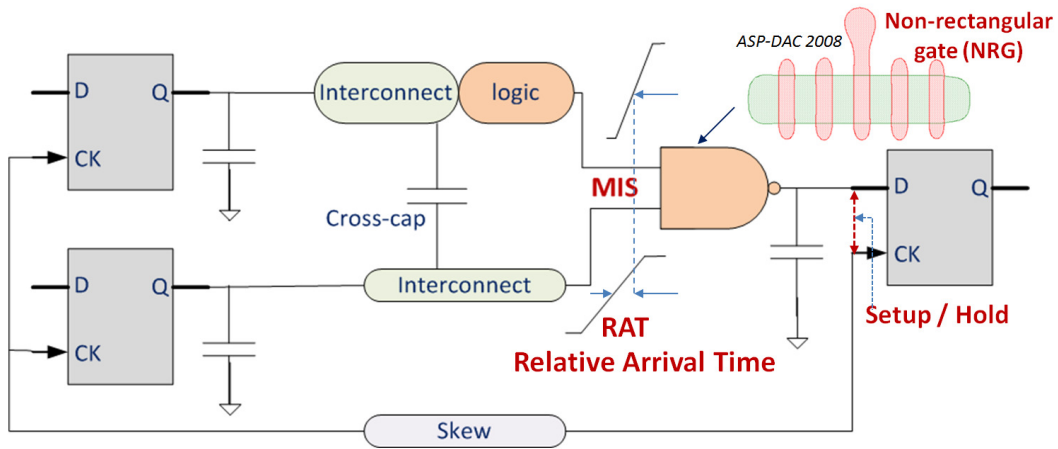 ASP-DAC 2008
Non-rectangular
gate (NRG)
D
Q
CK
Interconnect
logic
MIS
Cross-cap
D
Q
CK
D
Q
CK
Interconnect
RAT
Relative Arrival Time
Setup / Hold
Skew